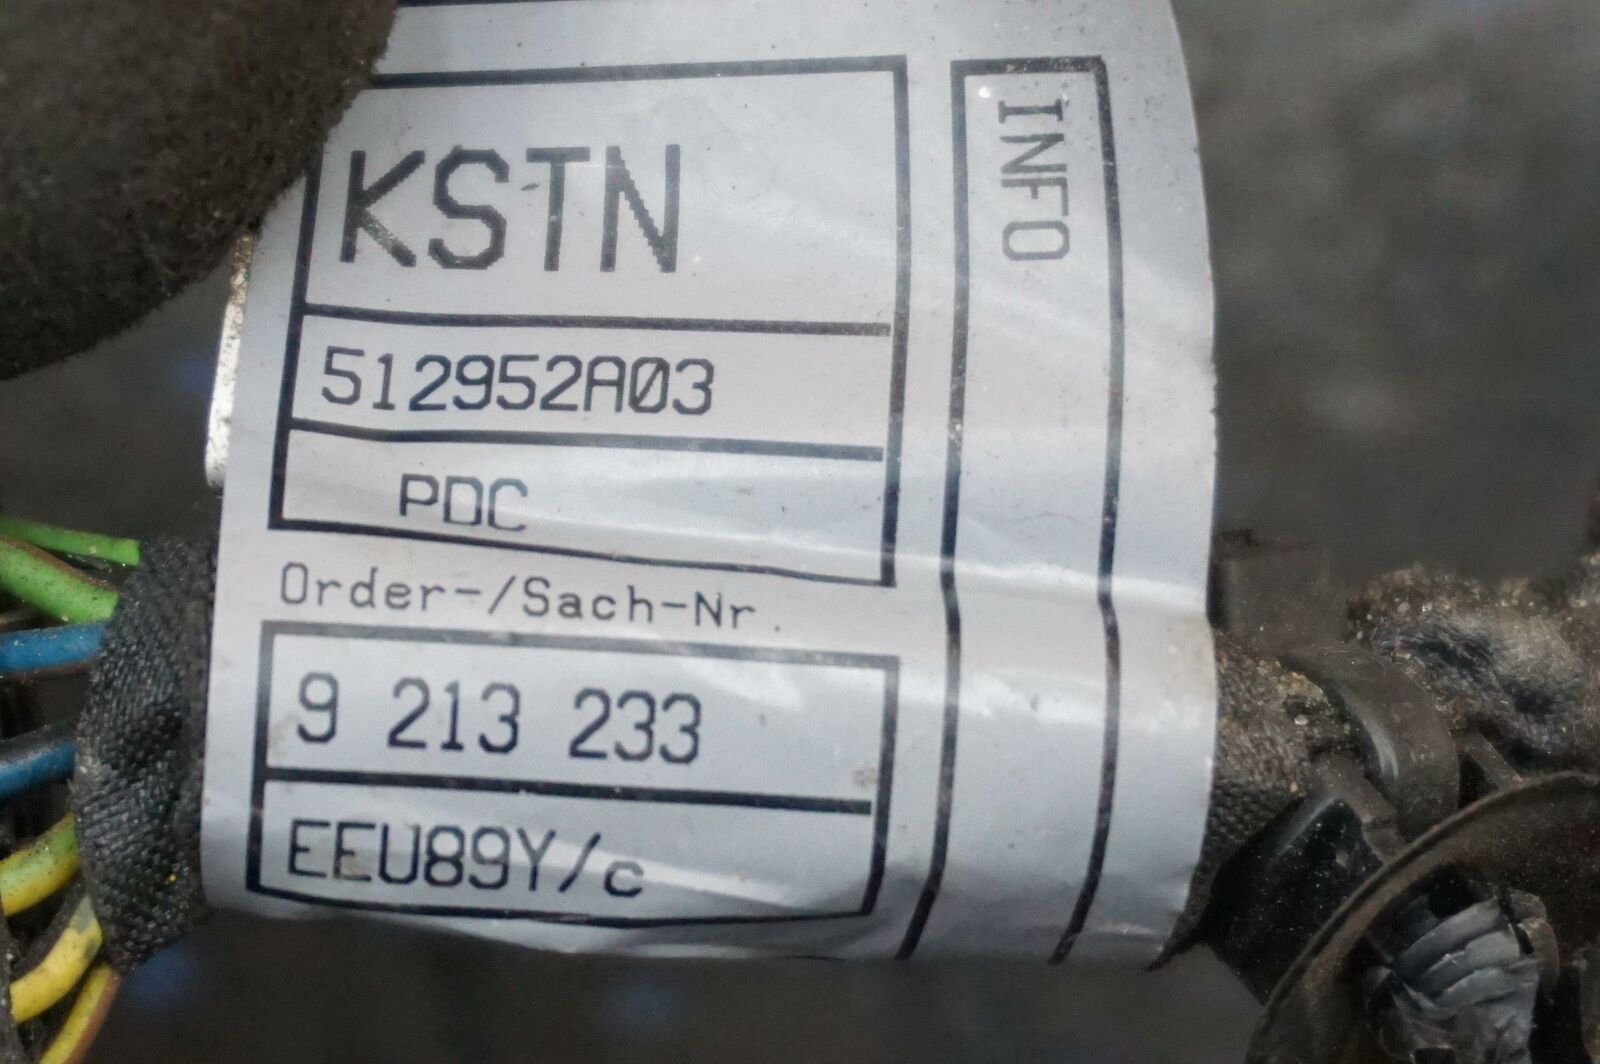 KSTN
512952A03
PDC
Order-/Sach-Nr.
9 213 233
EEU89Y/c
INFO